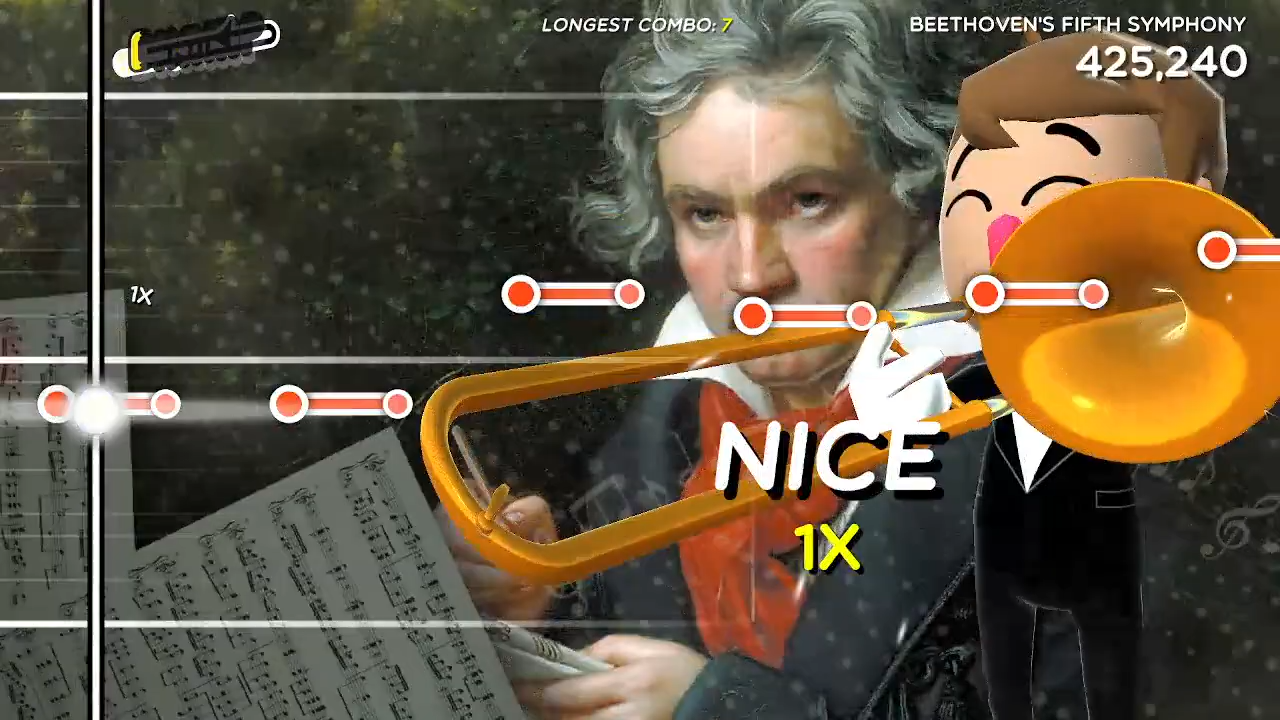 LONGEST COMBO: 7
BEETHOVEN'S FIFTH SYMPHONY
425,240
1X
NICE
1X